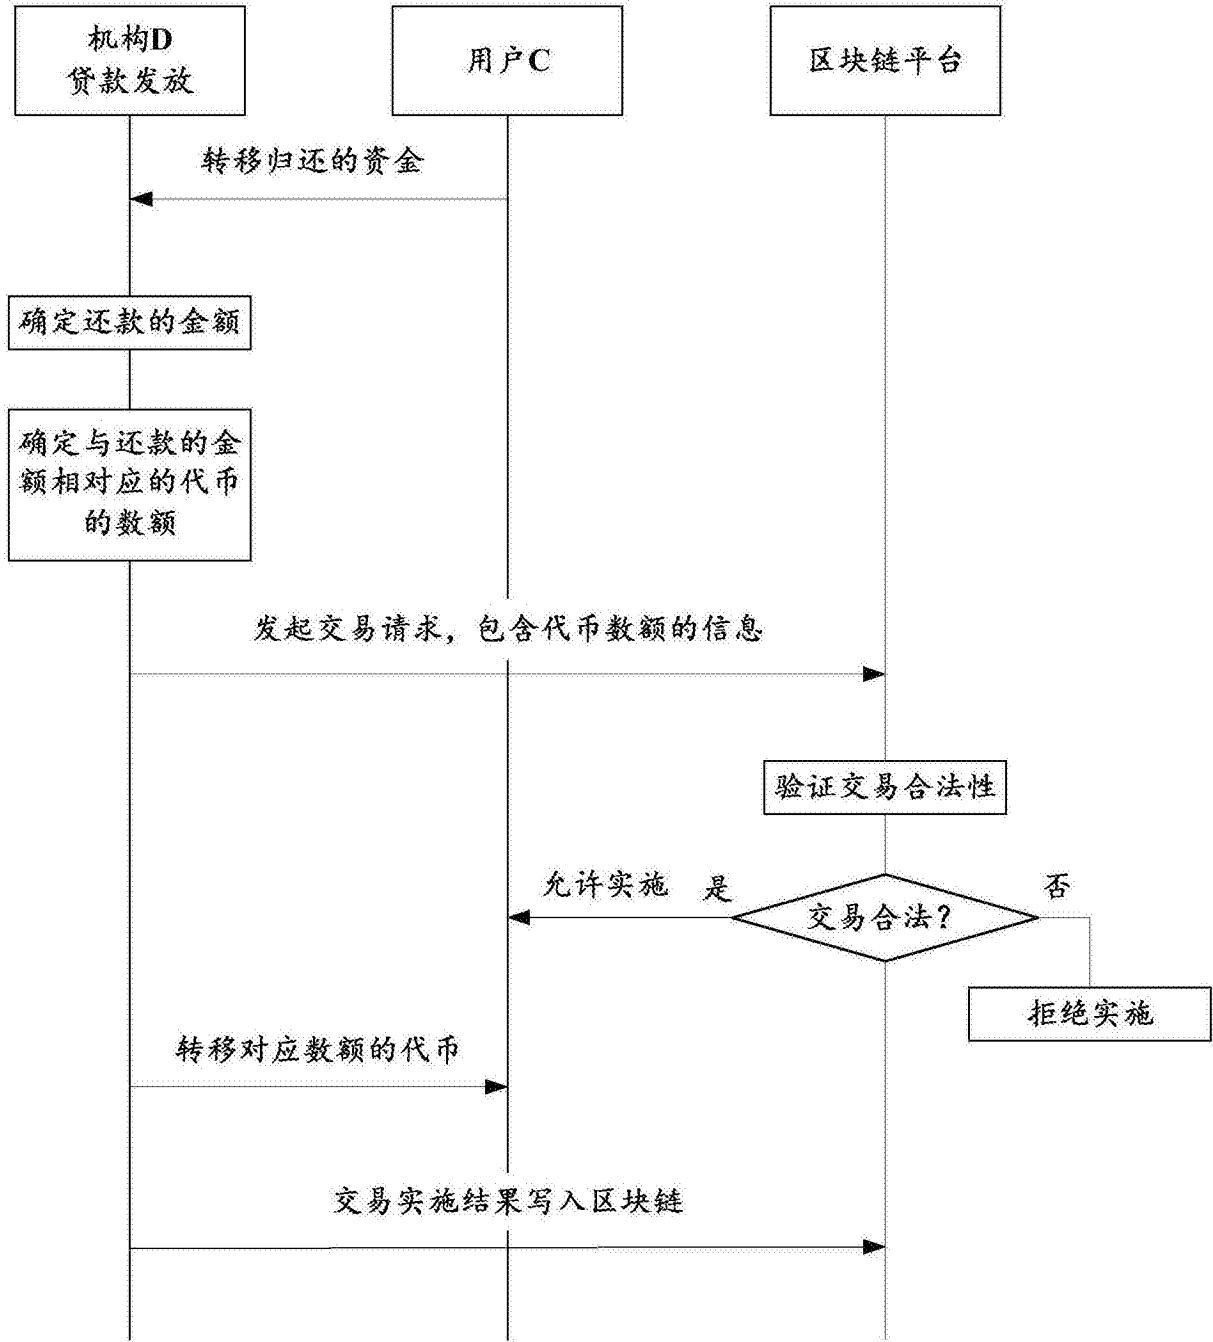 机构D
贷款发放
用户C
区块链平台
转移归还的资金
确定还款的金额
确定与还款的金
额相对应的代币
的数额
发起交易请求，包含代币数额的信息
验证交易合法性
允许实施
是
交易合法？
否
拒绝实施
转移对应数额的代币
交易实施结果写入区块链